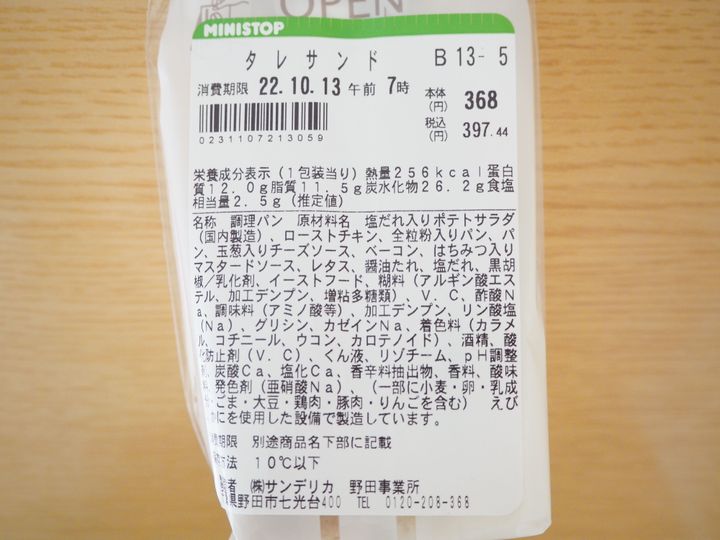 OPEN
MINISTOP
タレサンド B 13- 5
消費期限 22.10.13 午前 7時
本体(円) 368
税込(円) 397.44
0231107213059
栄養成分表示(1包装当り)熱量256kcal蛋白
質12.0g脂質11.5g炭水化物26.2g食塩
相当量2.5g(推定値)
名称 調理パン 原材料名 塩だれ入りポテトサラダ
(国内製造)、ローストチキン、全粒粉入りパン、パ
ン、玉葱入りチーズソース、ベーコン、はちみつ入り
マスタードソース、レタス、醤油たれ、塩だれ、黒胡
椒/乳化剤、イーストフード、糊料(アルギン酸エス
テル、加工デンプン、増粘多糖類)、V.C、酢酸N
a、調味料(アミノ酸等)、加工デンプン、リン酸塩
(Na)、グリシン、カゼインNa、着色料(カラメ
ル、コチニール、ウコン、カロテノイド)、酒精、酸
化防止剤(V.C)、くん液、リゾチーム、pH調整
剤、炭酸Ca、塩化Ca、香辛料抽出物、香料、酸味
料、発色剤(亜硝酸Na)、(一部に小麦・卵・乳成
分・ごま・大豆・鶏肉・豚肉・りんごを含む) えび
・かにを使用した設備で製造しています。
消費期限 別途商品名下部に記載
方法 10℃以下
者 ㈱サンデリカ 野田事業所
県野田市七光台400 TEL 0120-208-368